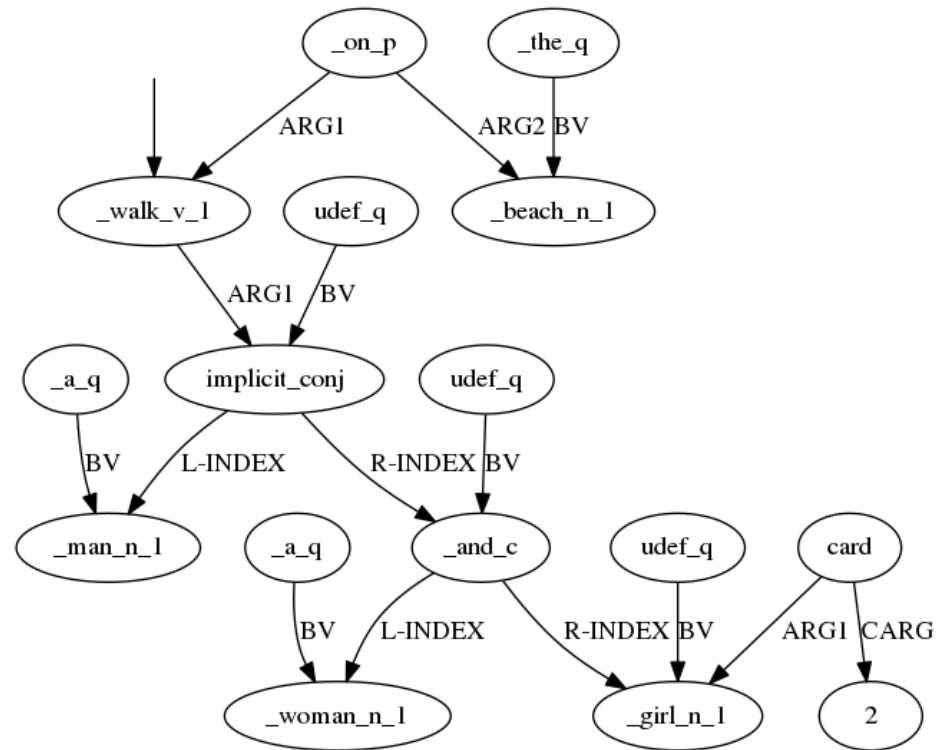 _on_p
_the_q
ARG1
ARG2
BV
_walk_v_1
udef_q
_beach_n_1
ARG1
BV
_a_q
implicit_conj
udef_q
BV
L-INDEX
R-INDEX
BV
_man_n_1
_a_q
_and_c
udef_q
card
BV
L-INDEX
R-INDEX
BV
ARG1
CARG
_woman_n_1
_girl_n_1
2